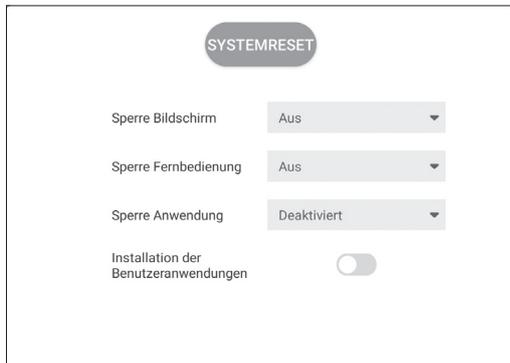 SYSTEMRESET
Sperre Bildschirm Aus
Sperre Fernbedienung Aus
Sperre Anwendung Deaktiviert
Installation der
Benutzeranwendungen